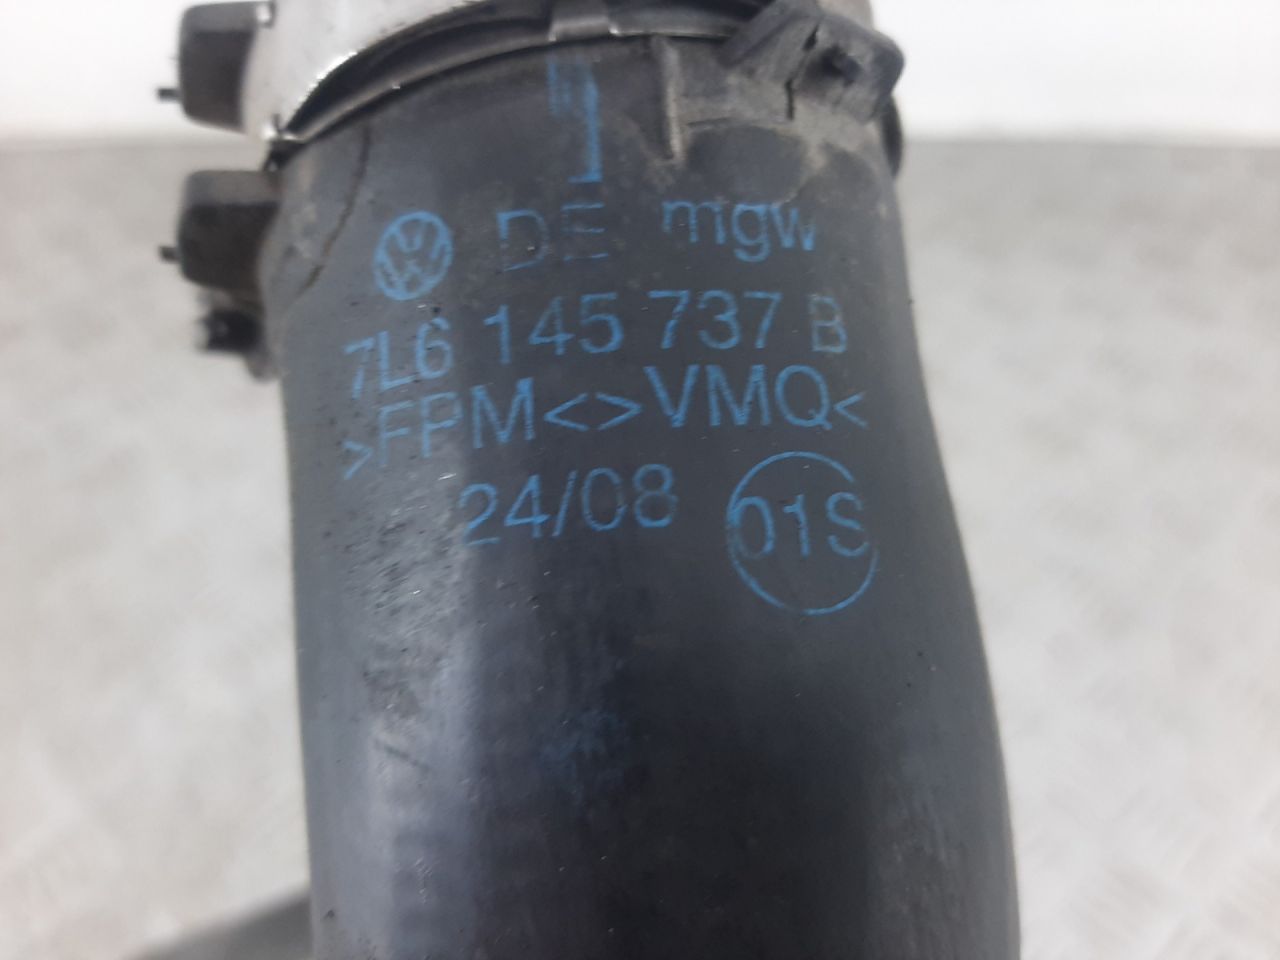 DE mgw
7L6 145 737 B
>FPM<>VMQ<
24/08 01S